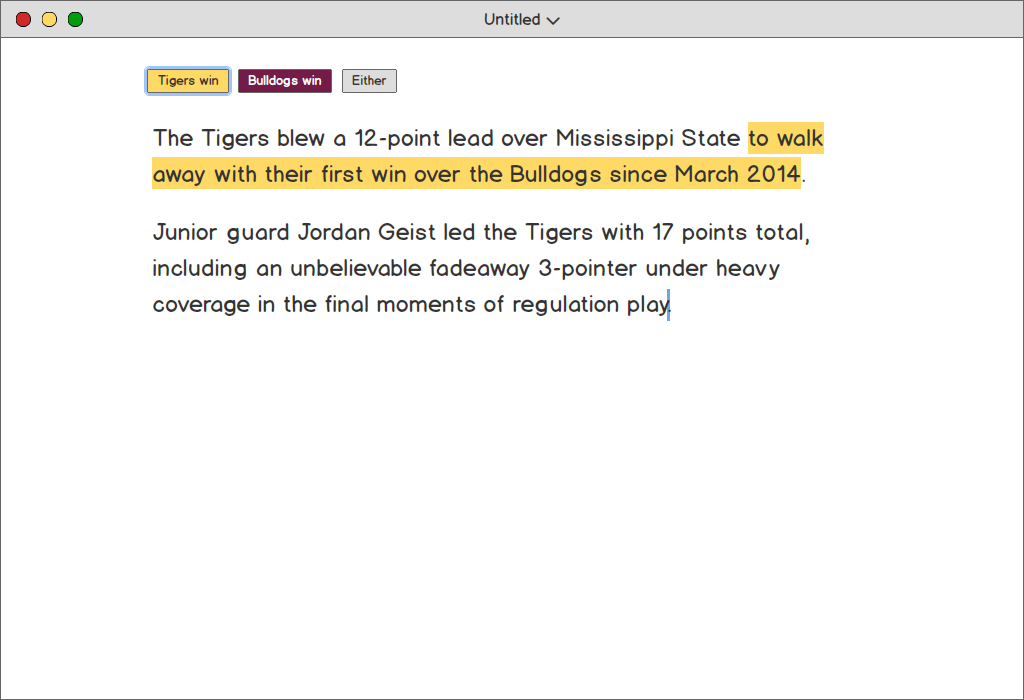 Untitled
Tigers win Bulldogs win Either
The Tigers blew a 12-point lead over Mississippi State to walk
away with their first win over the Bulldogs since March 2014.
Junior guard Jordan Geist led the Tigers with 17 points total,
including an unbelievable fadeaway 3-pointer under heavy
coverage in the final moments of regulation play.